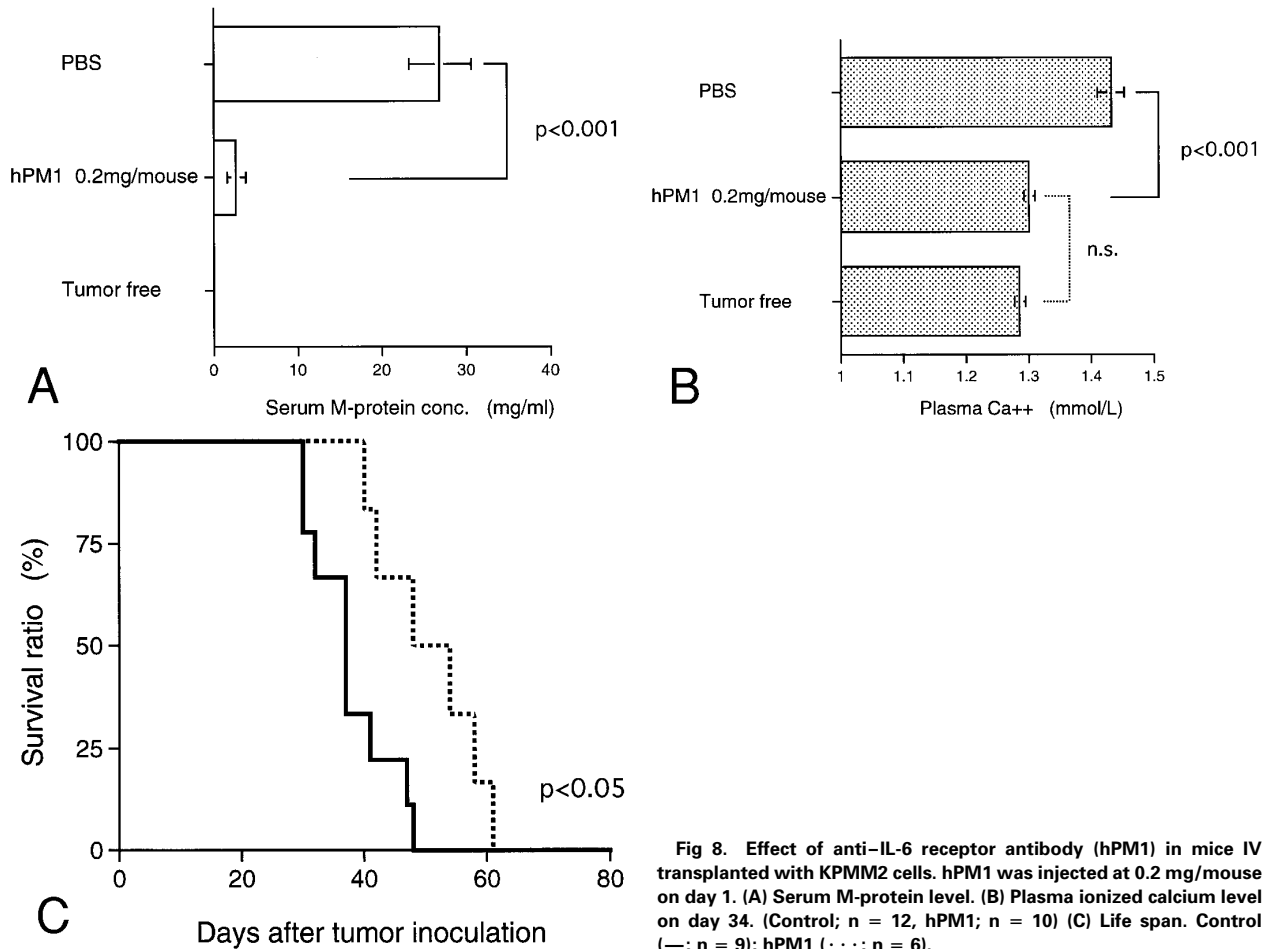 PBS
p<0.001
hPM1 0.2mg/mouse
Tumor free
0 10 20 30 40
A
Serum M-protein conc. (mg/ml)
PBS
p<0.001
hPM1 0.2mg/mouse
n.s.
Tumor free
1 1.1 1.2 1.3 1.4 1.5
B
Plasma Ca++ (mmol/L)
100
75
50
25
0
Survival ratio (%)
p<0.05
0 20 40 60 80
C
Days after tumor inoculation
Fig 8. Effect of anti–IL-6 receptor antibody (hPM1) in mice IV
transplanted with KPMM2 cells. hPM1 was injected at 0.2 mg/mouse
on day 1. (A) Serum M-protein level. (B) Plasma ionized calcium level
on day 34. (Control; n = 12, hPM1; n = 10) (C) Life span. Control
(—; n = 9); hPM1 (· · · ; n = 6).